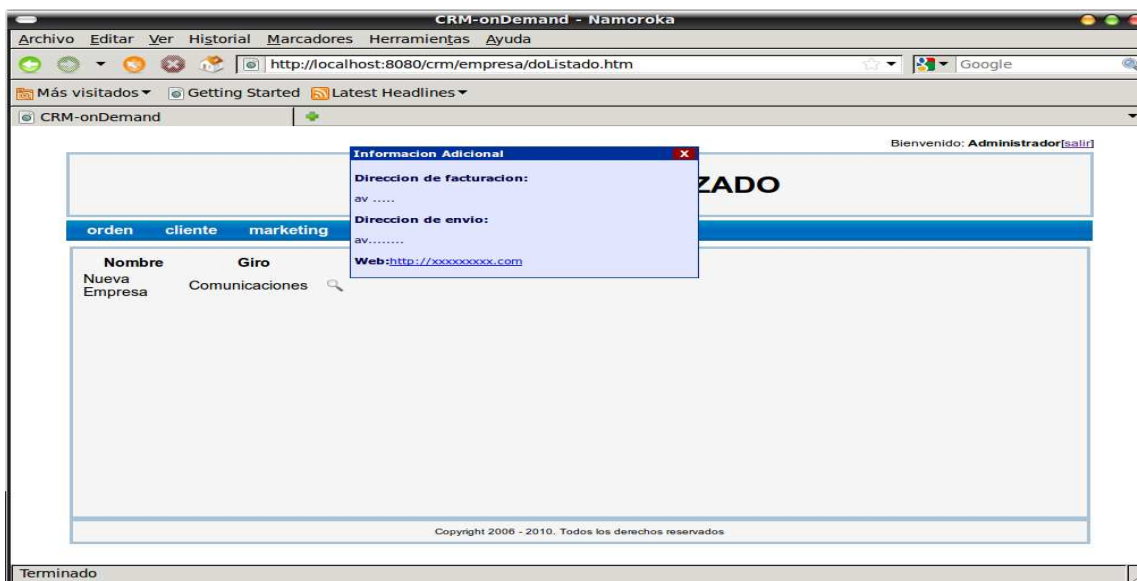 CRM-onDemand - Namoroka
Archivo Editar Ver Historial Marcadores Herramientas Ayuda
http://localhost:8080/crm/empresa/doListado.htm
Google
Más visitados
Getting Started
Latest Headlines
CRM-onDemand
Bienvenido: Administrador[salir]
Informacion Adicional X
ZADO
Direccion de facturacion:
av .....
Direccion de envio:
av........
Web:http://xxxxxxxxx.com
orden cliente marketing
Nombre Giro
Nueva
Empresa
Comunicaciones
Copyright 2006 - 2010. Todos los derechos reservados
Terminado